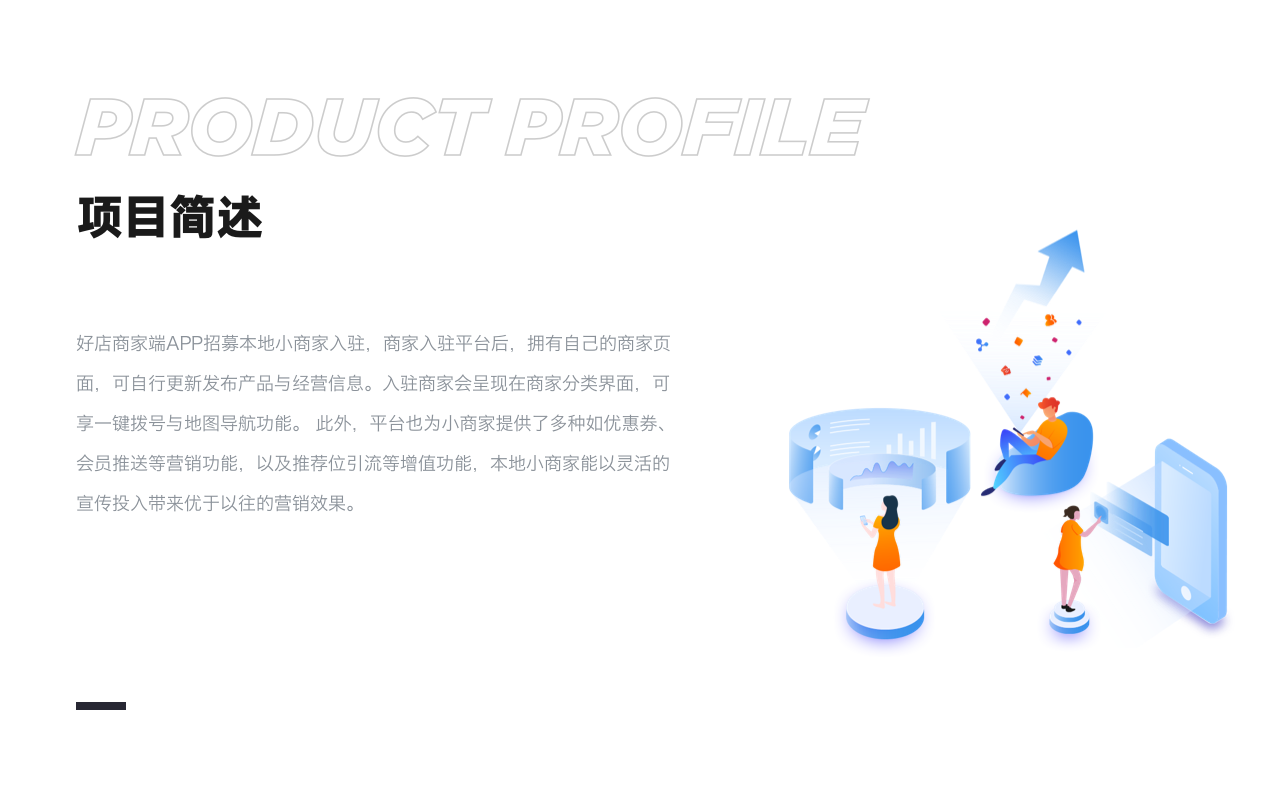 PRODUCT PROFILE
项目简述
好店商家端APP招募本地小商家入驻，商家入驻平台后，拥有自己的商家页
面，可自行更新发布产品与经营信息。入驻商家会呈现在商家分类界面，可
享一键拨号与地图导航功能。 此外，平台也为小商家提供了多种如优惠券、
会员推送等营销功能，以及推荐位引流等增值功能，本地小商家能以灵活的
宣传投入带来优于以往的营销效果。